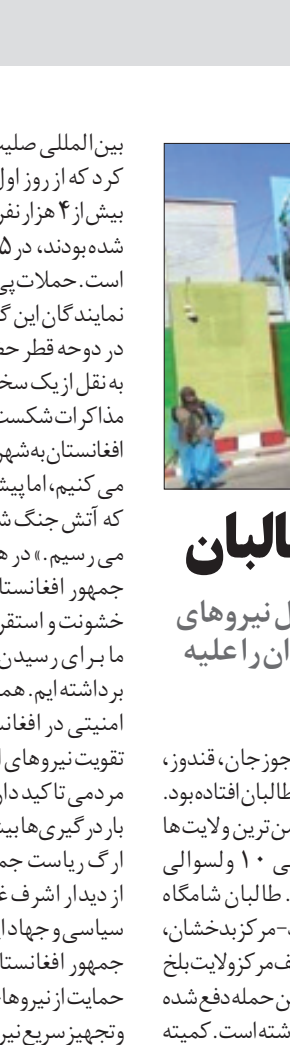 البان
ل نیروهای
ان را علیه
جوزجان، قندوز،
طالبان افتاده بود.
من‌ترین ولایت‌ها
ی ۱۰ ولسوالی
. طالبان شامگاه
د-مرکز بدخشان،
ف مرکز ولایت بلخ
ن حمله دفع شده
شته است. کمیته
بین‌المللی صلیب
کرد که از روز اول
بیش از ۴ هزار نفر
شده بودند، در ۵
است. حملات پی
نمایندگان این گ
در دوحه قطر حض
به نقل از یک سخ
مذاکرات شکست
افغانستان به شهر
می کنیم، اما پیش
که آتش جنگ ش
می رسیم.» در ه
جمهور افغانستا
خشونت و استقر
ما برای رسیدن
برداشته ایم. هم
امنیتی در افغانس
تقویت نیروهای ا
مردمی تاکید دار
بار درگیری‌ها بیش
ارگ ریاست جم
از دیدار اشرف غ
سیاسی و جهاد ا
جمهور افغانستا
حمایت از نیروها
و تجهیز سریع نیر